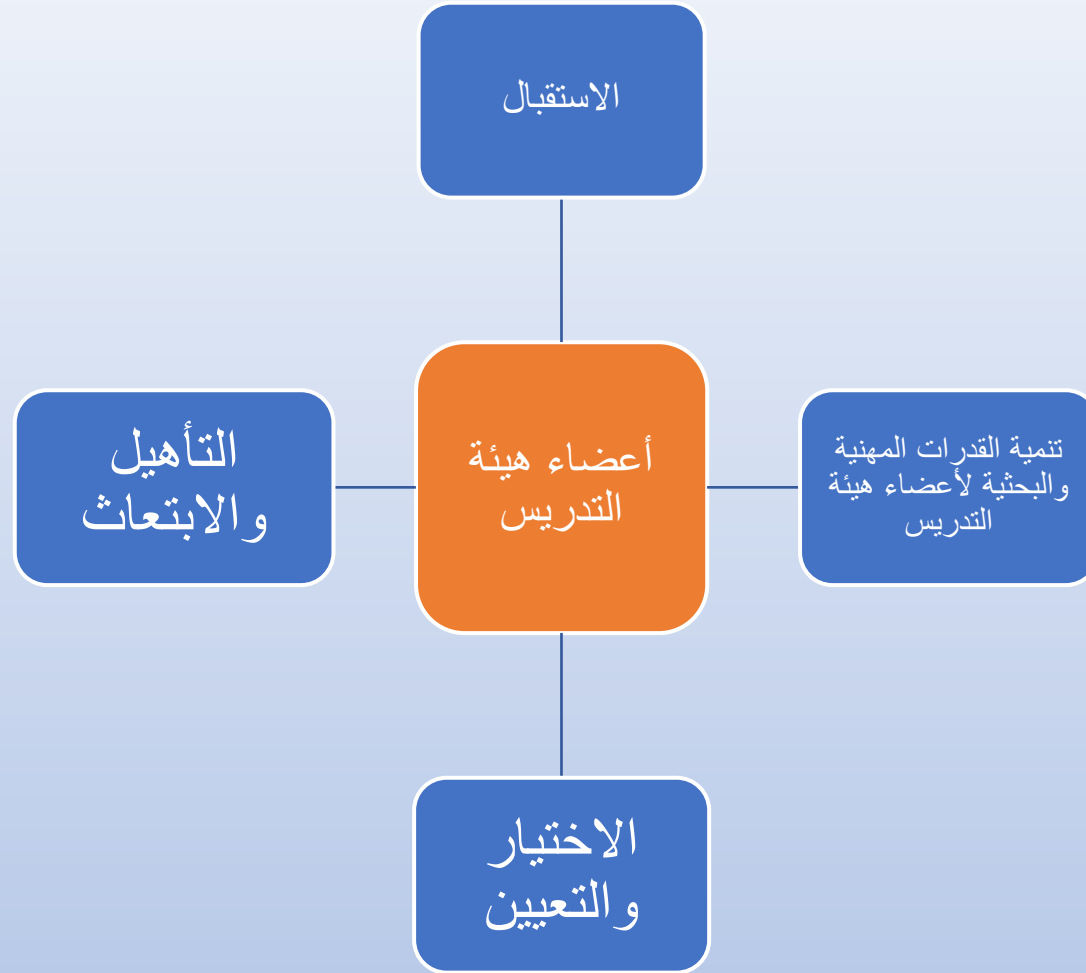 الاستقبال
تنمية القدرات المهنية
والبحثية لأعضاء هيئة
التدريس
أعضاء هيئة
التدريس
التأهيل
والابتعاث
الاختيار
والتعيين